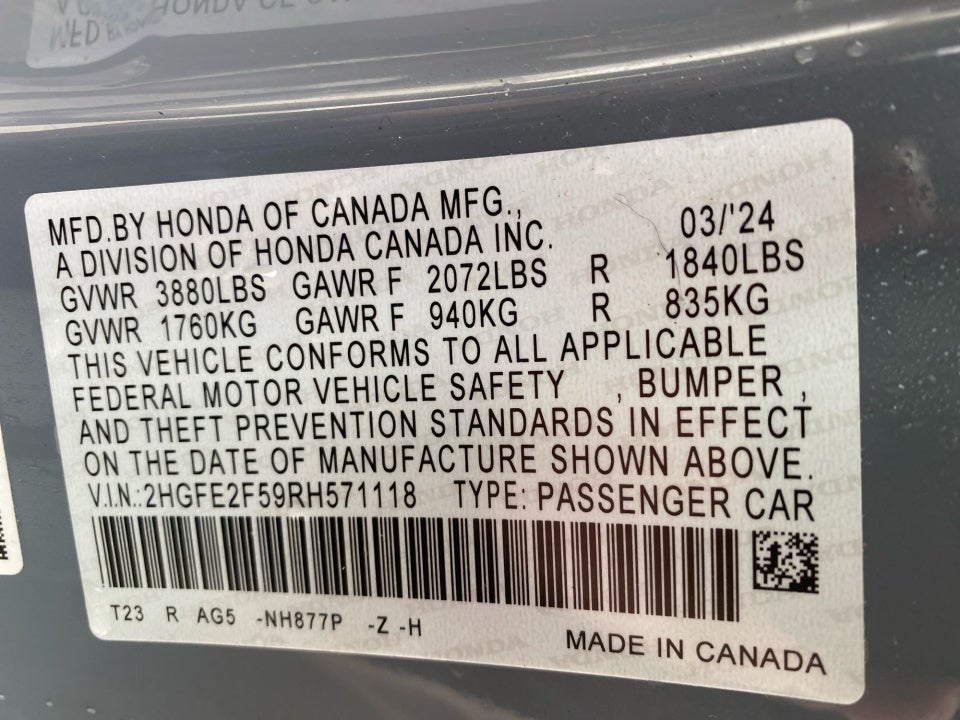 MFD.BY HONDA OF CANADA MFG., 03/'24
A DIVISION OF HONDA CANADA INC.
GVWR 3880LBS GAWR F 2072LBS R 1840LBS
GVWR 1760KG GAWR F 940KG R 835KG
THIS VEHICLE CONFORMS TO ALL APPLICABLE
FEDERAL MOTOR VEHICLE SAFETY , BUMPER ,
AND THEFT PREVENTION STANDARDS IN EFFECT
ON THE DATE OF MANUFACTURE SHOWN ABOVE.
V.I.N.:2HGFE2F59RH571118 TYPE: PASSENGER CAR
T23 R AG5 -NH877P -Z -H
MADE IN CANADA